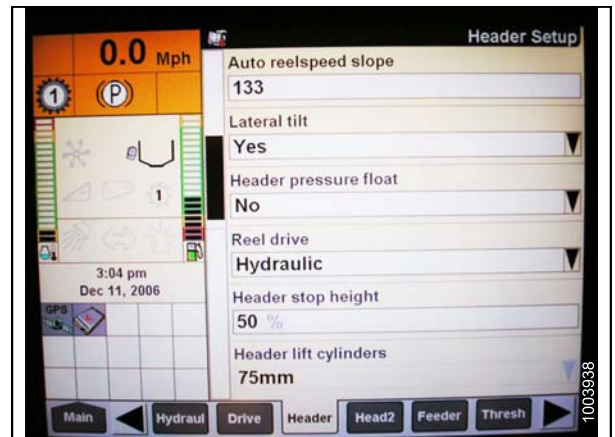 Header Setup
0.0 Mph
1
(P)
1
3:04 pm
Dec 11, 2006
GPS
Auto reelspeed slope
133
Lateral tilt
Yes
Header pressure float
No
Reel drive
Hydraulic
Header stop height
50 %
Header lift cylinders
75mm
Main
Hydraul
Drive
Header
Head2
Feeder
Thresh
1003938